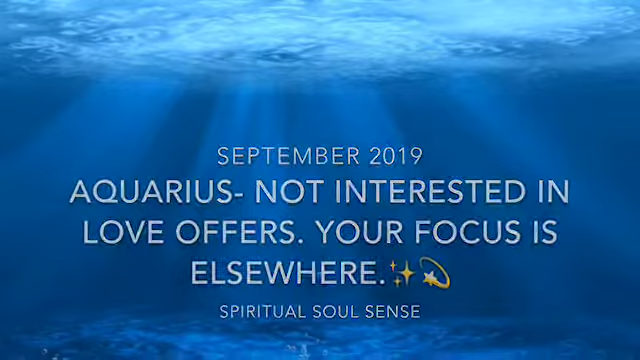 SEPTEMBER 2019
AQUARIUS- NOT INTERESTED IN
LOVE OFFERS. YOUR FOCUS IS
ELSEWHERE.✨💫
SPIRITUAL SOUL SENSE